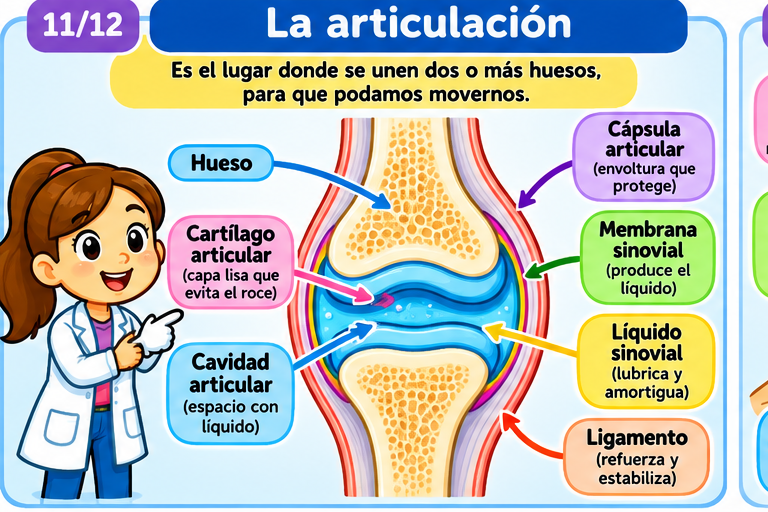 11/12
La articulación
Es el lugar donde se unen dos o más huesos,
para que podamos movernos.
Hueso
Cartílago
articular
(capa lisa que
evita el roce)
Cavidad
articular
(espacio con
líquido)
Cápsula
articular
(envoltura que
protege)
Membrana
sinovial
(produce el
líquido)
Líquido
sinovial
(lubrica y
amortigua)
Ligamento
(refuerza y
estabiliza)